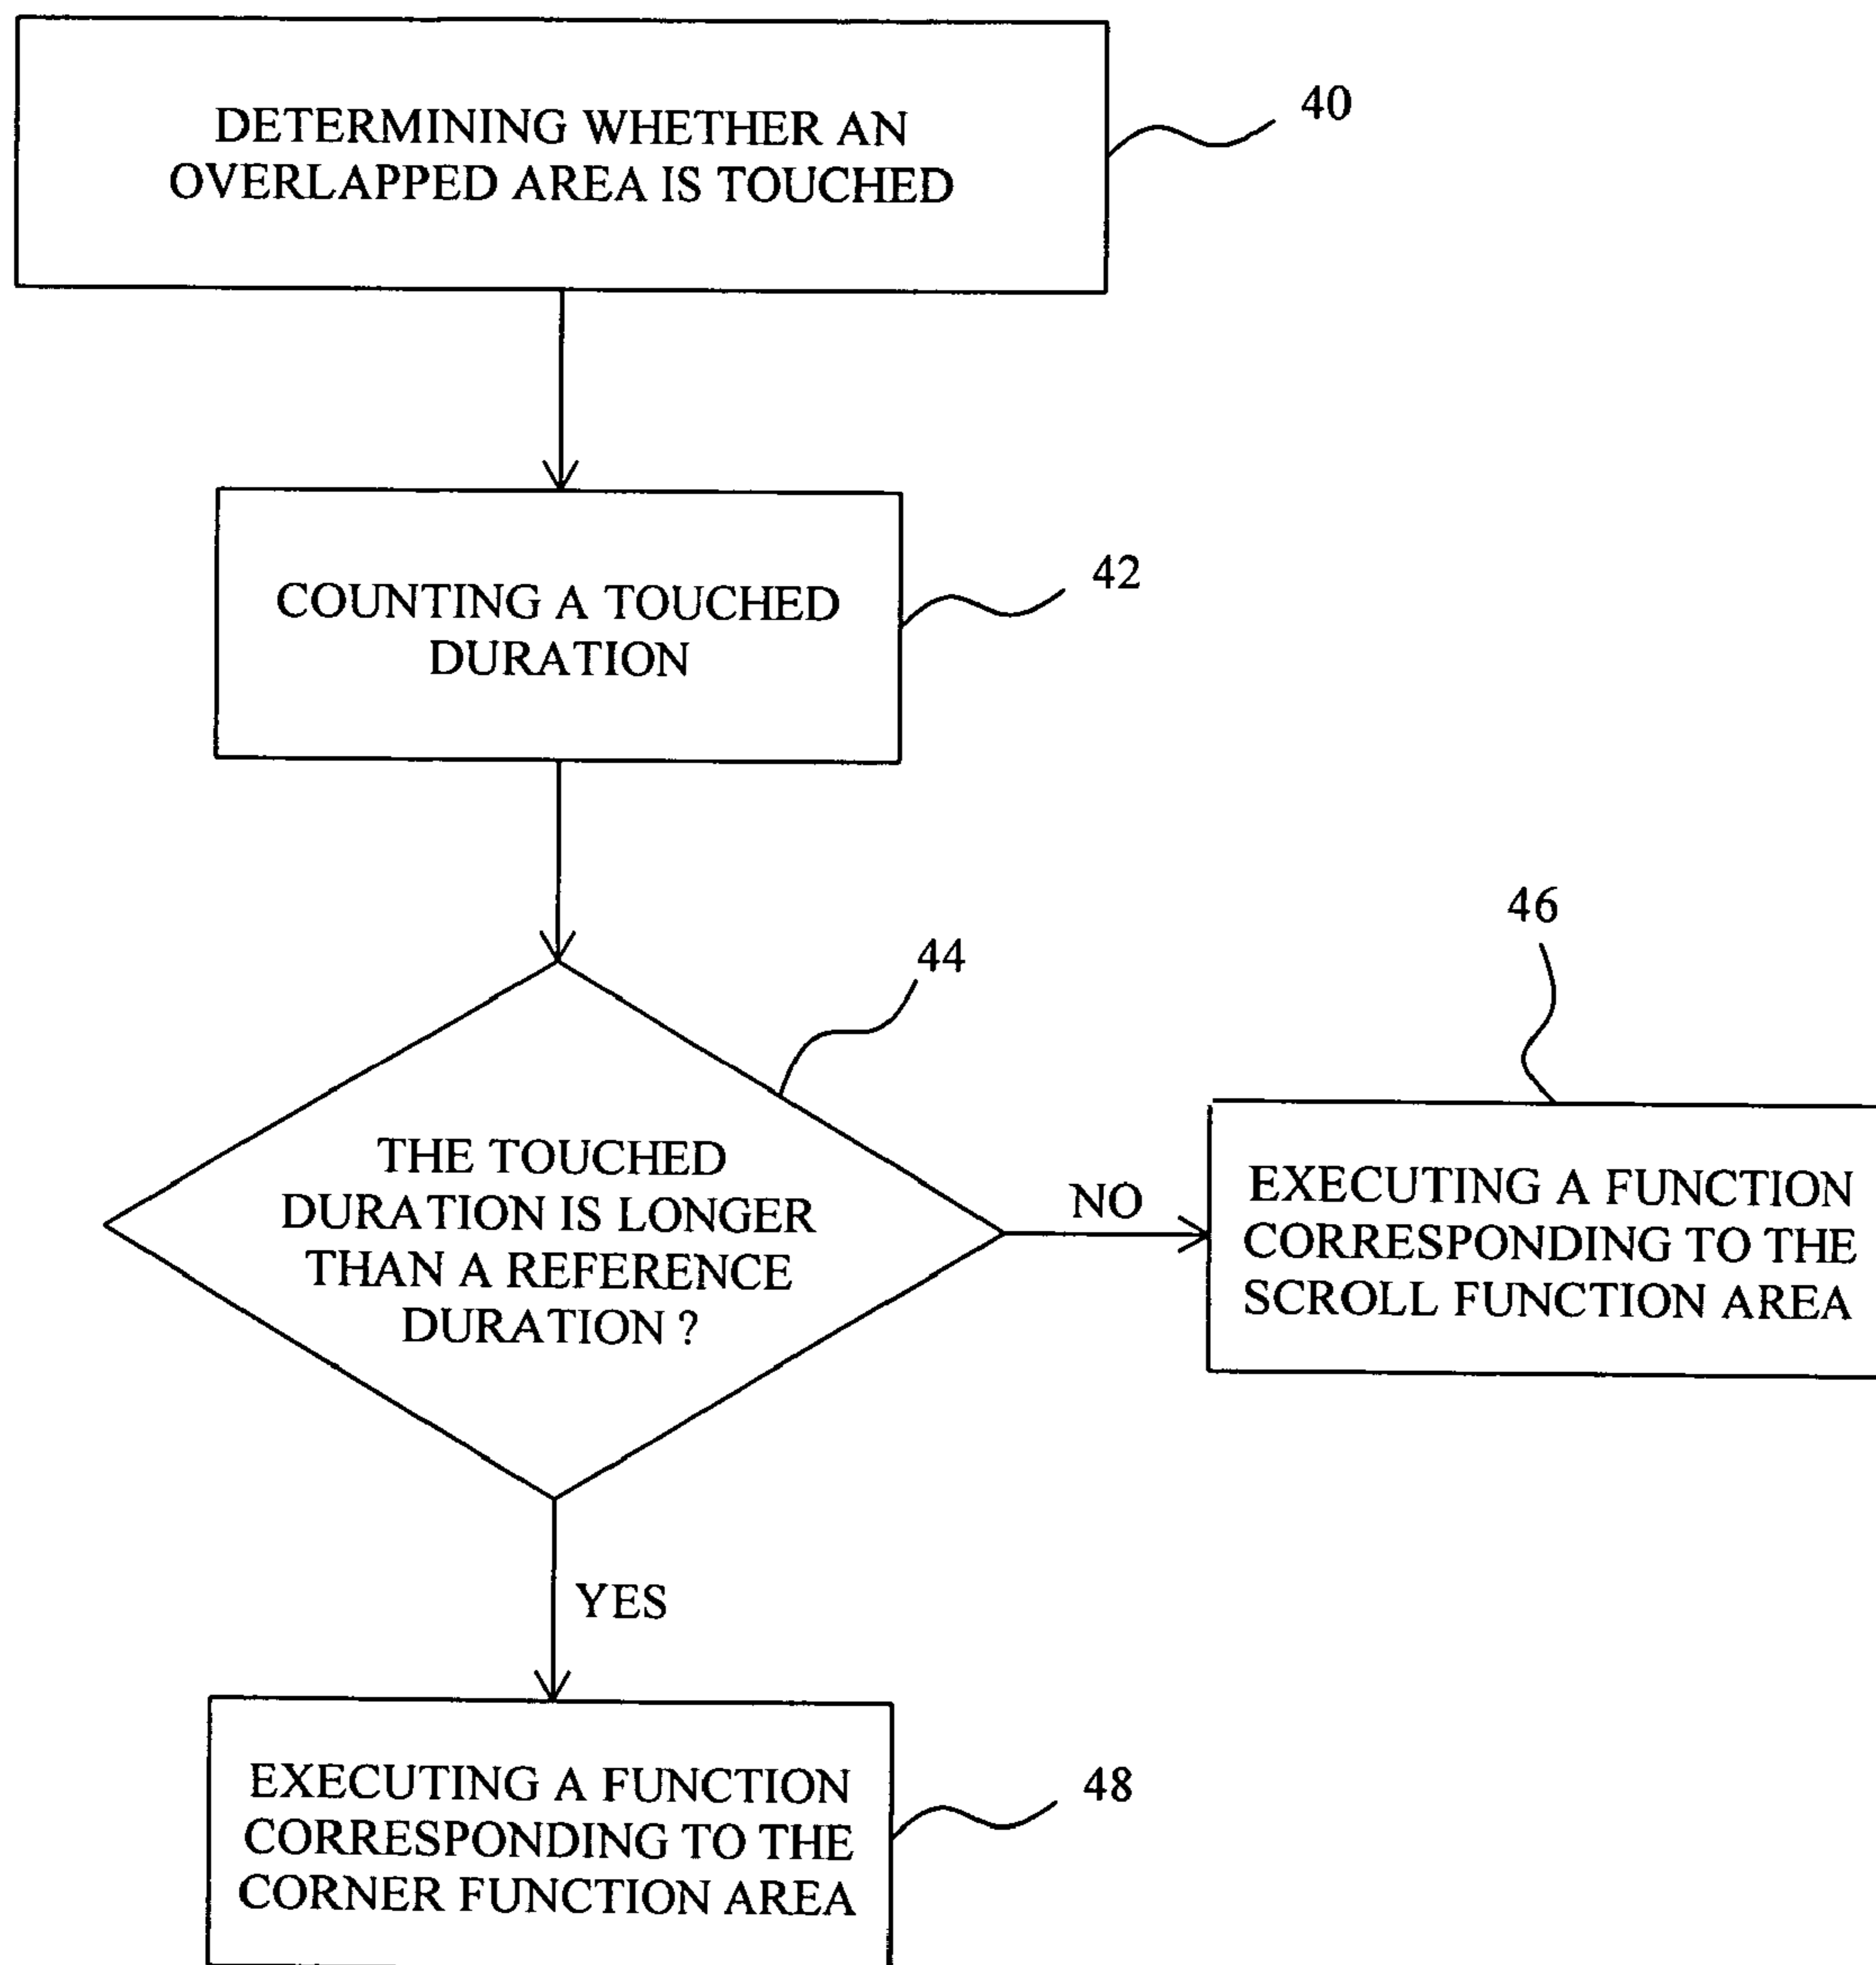 DETERMINING WHETHER AN
OVERLAPPED AREA IS TOUCHED
40
COUNTING A TOUCHED
DURATION
42
44
THE TOUCHED
DURATION IS LONGER
THAN A REFERENCE
DURATION ?
NO
46
EXECUTING A FUNCTION
CORRESPONDING TO THE
SCROLL FUNCTION AREA
YES
EXECUTING A FUNCTION
CORRESPONDING TO THE
CORNER FUNCTION AREA
48